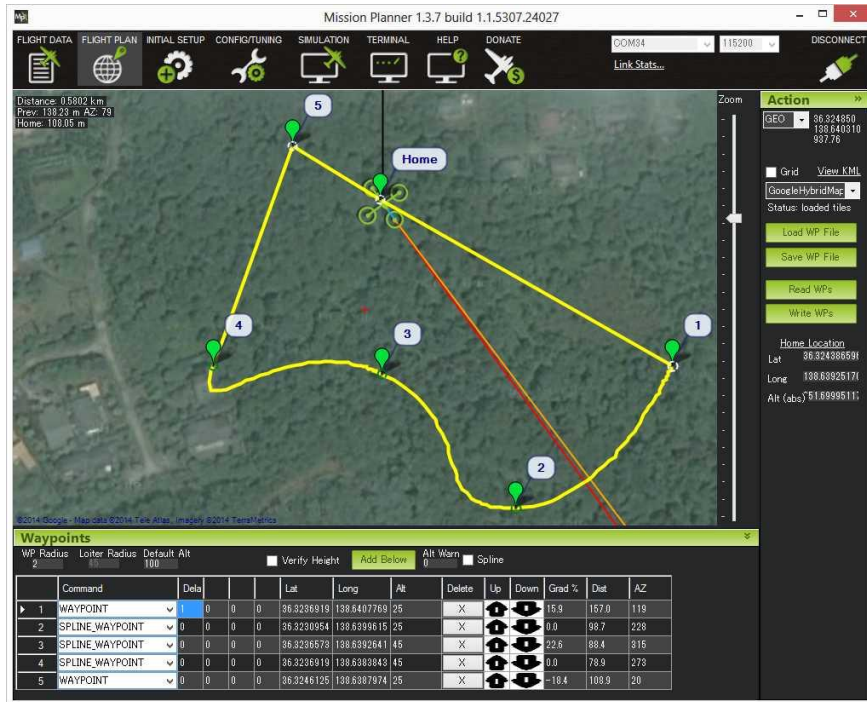 Mission Planner 1.3.7 build 1.1.5307.24027
FLIGHT DATA FLIGHT PLAN INITIAL SETUP CONFIG/TUNING SIMULATION TERMINAL HELP DONATE
COM34 115200 DISCONNECT
Link Stats...
Distance: 0.5802 km
Prev: 138.23 m AZ: 79
Home: 108.05 m
5
Home
4
3
1
2
©2014 Google - Map data ©2014 Tele Atlas, Imagery ©2014 TerraMetrics
Zoom
Action »
GEO 36.324850
138.640310
937.76
Grid View KML
GoogleHybridMap
Status: loaded tiles
Load WP File
Save WP File
Read WPs
Write WPs
Home Location
Lat 36.32438659
Long 138.6392517
Alt (abs) 51.6999511
Waypoints
WP Radius Loiter Radius Default Alt Alt Warn
2 45 100 Verify Height Add Below 0 Spline
Command Dela Lat Long Alt Delete Up Down Grad % Dist AZ
1 WAYPOINT 1 0 0 0 36.3236919 138.6407769 25 X 15.9 157.0 119
2 SPLINE_WAYPOINT 0 0 0 0 36.3230954 138.6399615 25 X 0.0 98.7 228
3 SPLINE_WAYPOINT 0 0 0 0 36.3236573 138.6392641 45 X 22.6 88.4 315
4 SPLINE_WAYPOINT 0 0 0 0 36.3236919 138.6383843 45 X 0.0 78.9 273
5 WAYPOINT 0 0 0 0 36.3246125 138.6387974 25 X -18.4 108.9 20